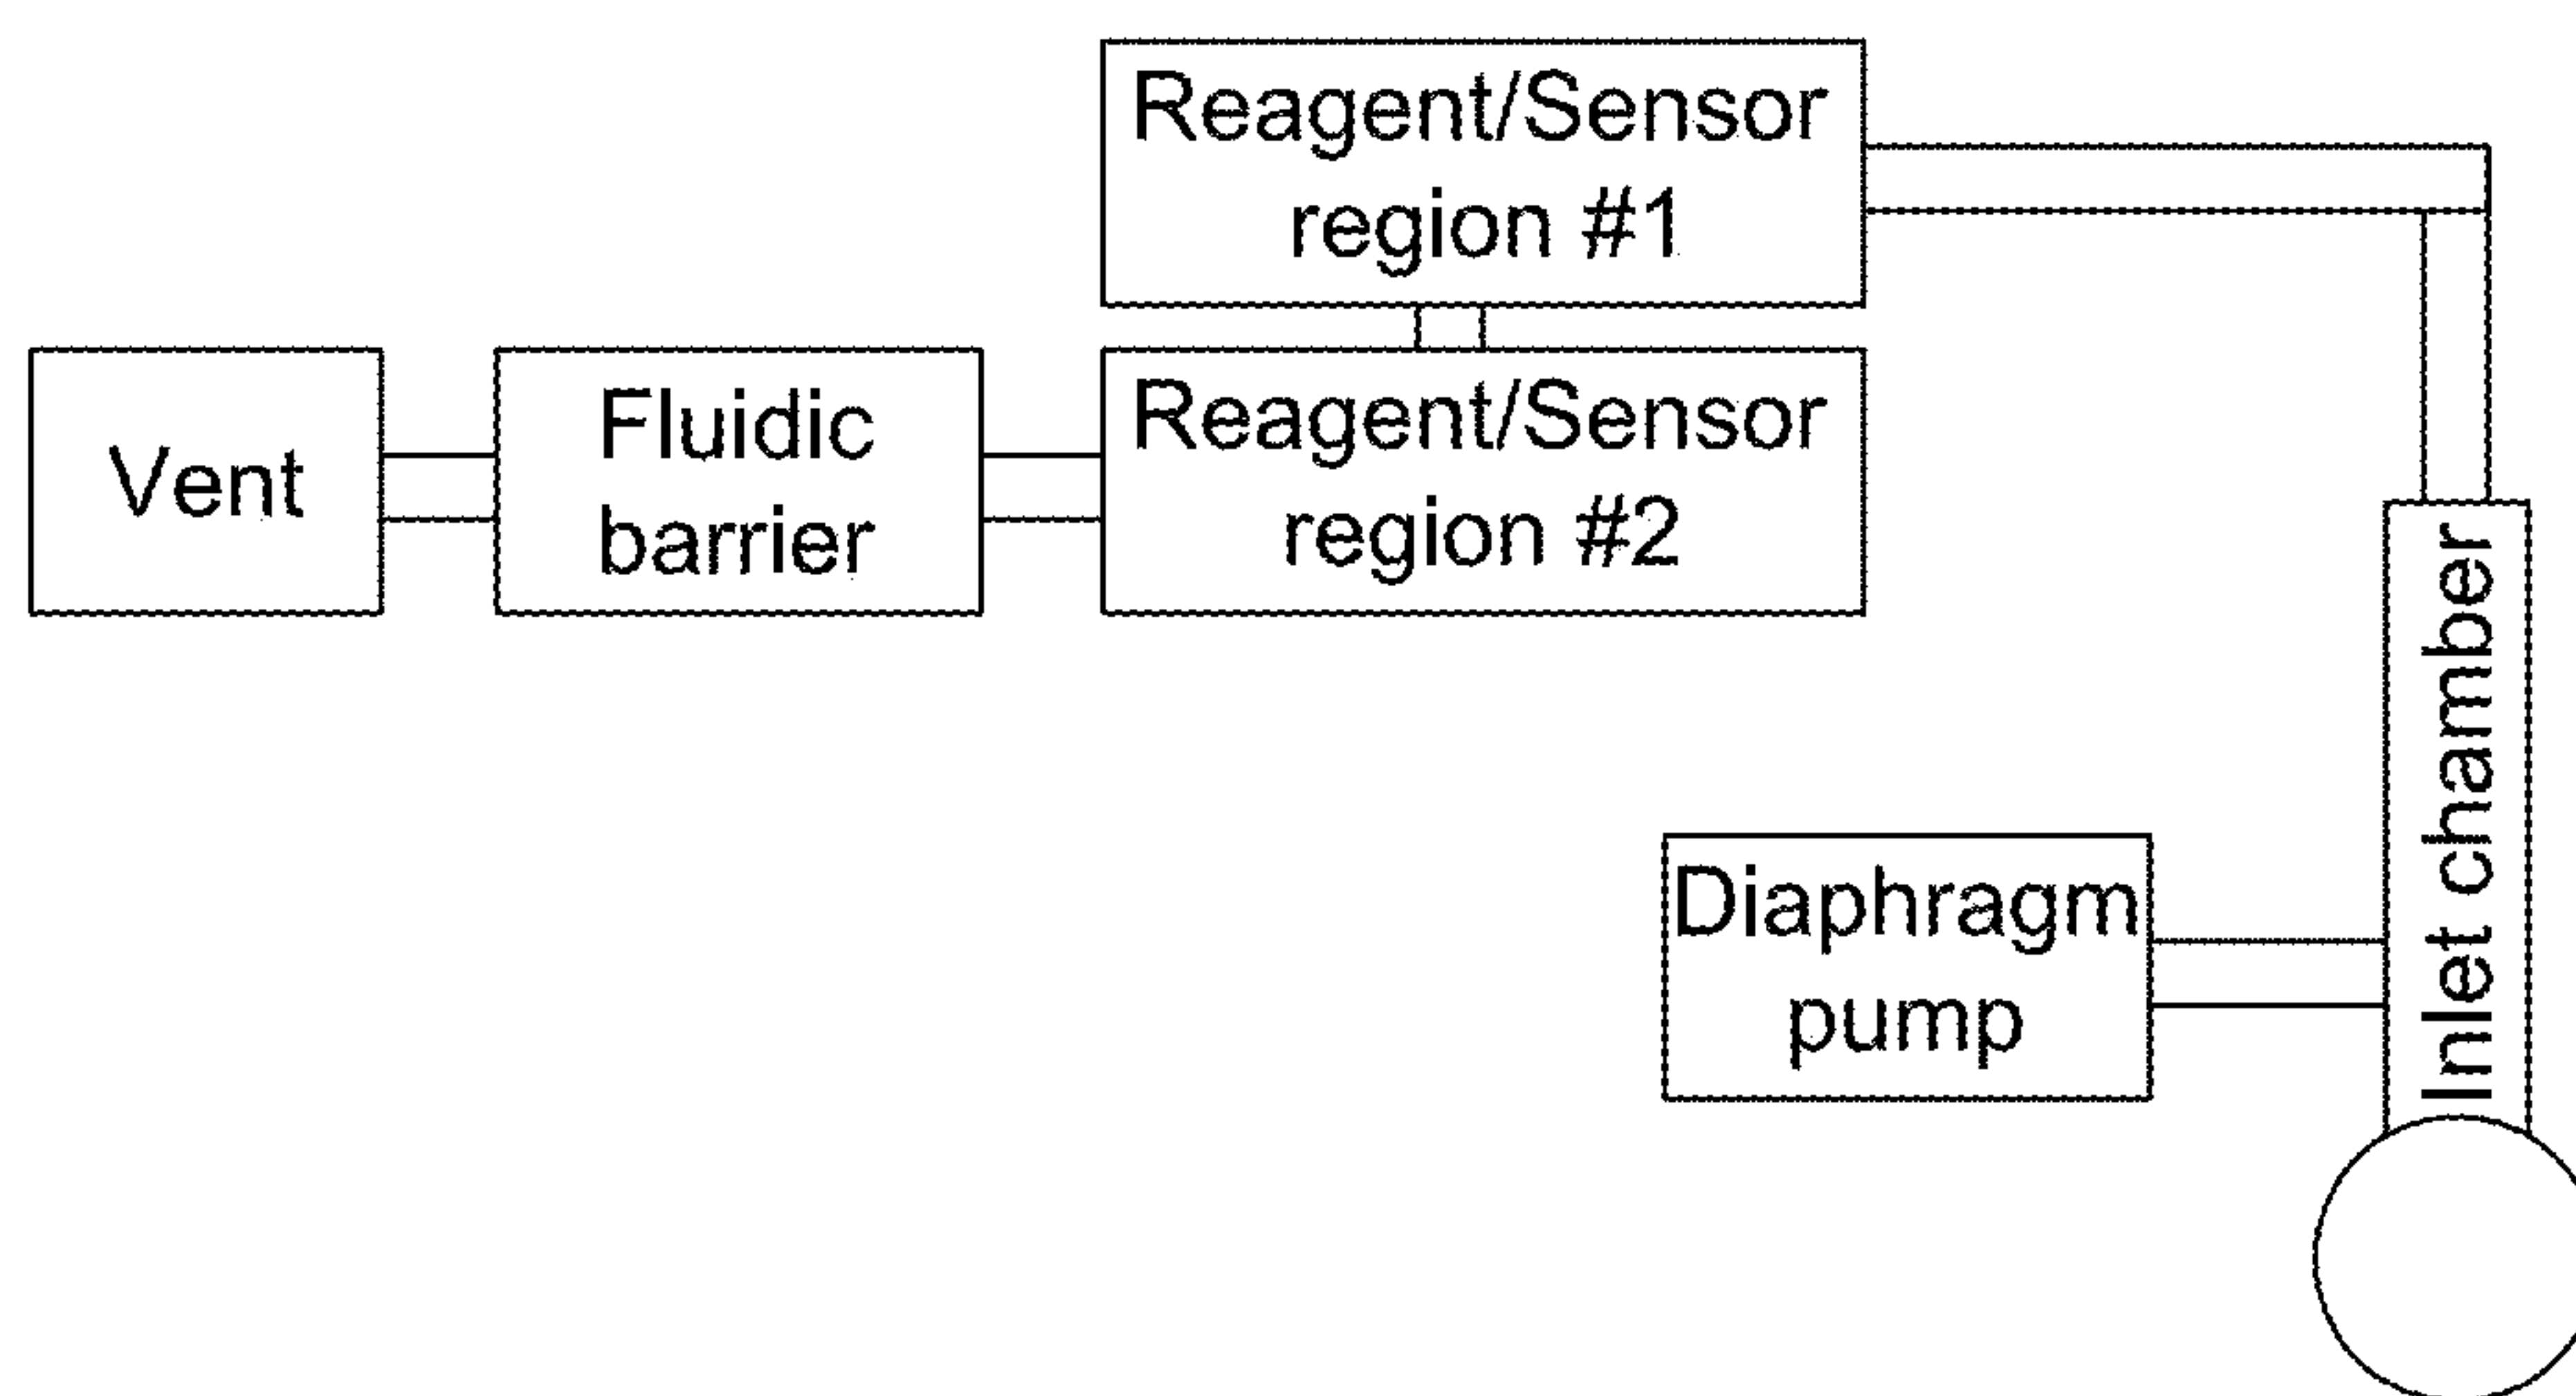 Reagent/Sensor
region #1
Vent
Fluidic
barrier
Reagent/Sensor
region #2
Inlet chamber
Diaphragm
pump